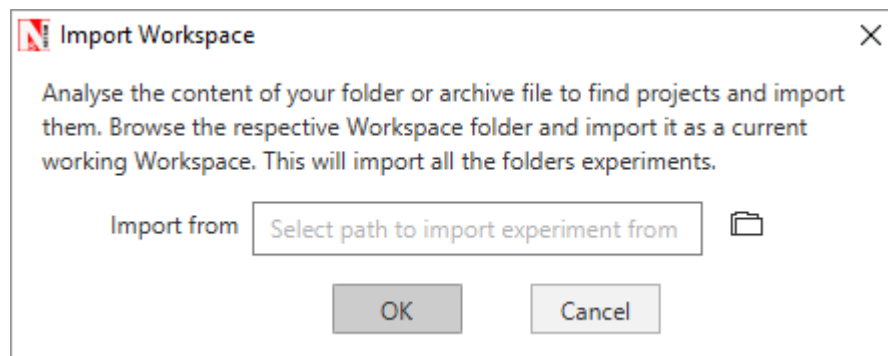 Import Workspace
Analyse the content of your folder or archive file to find projects and import
them. Browse the respective Workspace folder and import it as a current
working Workspace. This will import all the folders experiments.
Import from Select path to import experiment from
OK Cancel